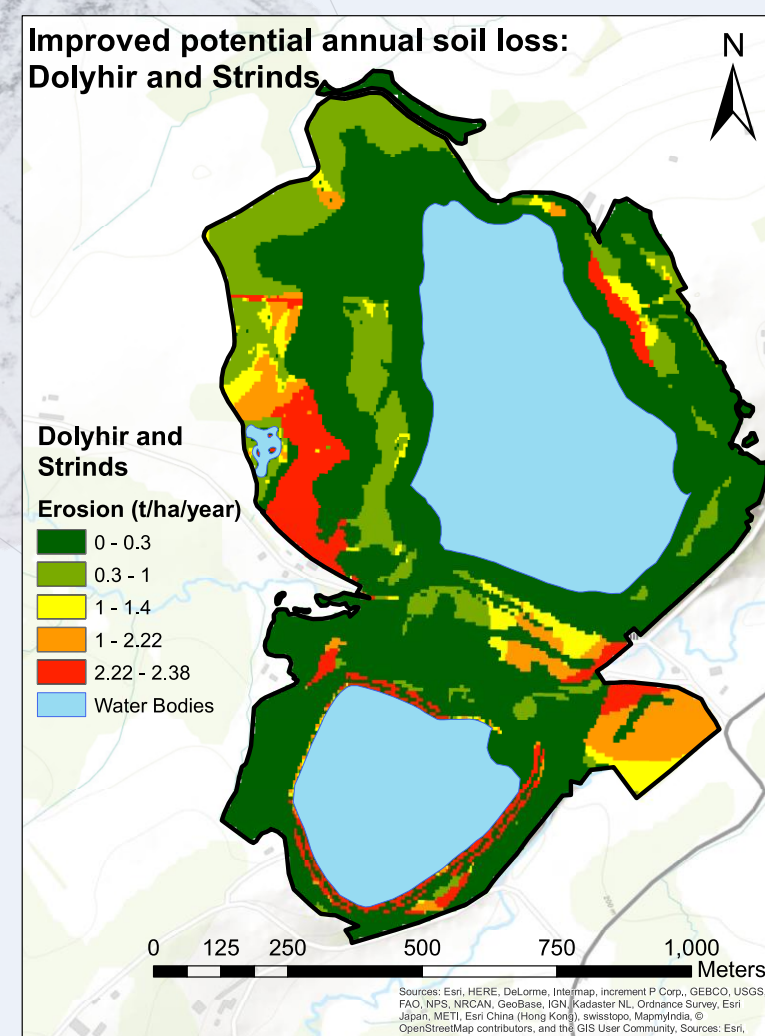 Improved potential annual soil loss:
Dolyhir and Strinds
N
Dolyhir and
Strinds
Erosion (t/ha/year)
0 - 0.3
0.3 - 1
1 - 1.4
1 - 2.22
2.22 - 2.38
Water Bodies
0 125 250 500 750 1,000
Meters
Sources: Esri, HERE, DeLorme, Intermap, increment P Corp., GEBCO, USGS,
FAO, NPS, NRCAN, GeoBase, IGN, Kadaster NL, Ordnance Survey, Esri
Japan, METI, Esri China (Hong Kong), swisstopo, MapmyIndia, ©
OpenStreetMap contributors, and the GIS User Community, Sources: Esri,